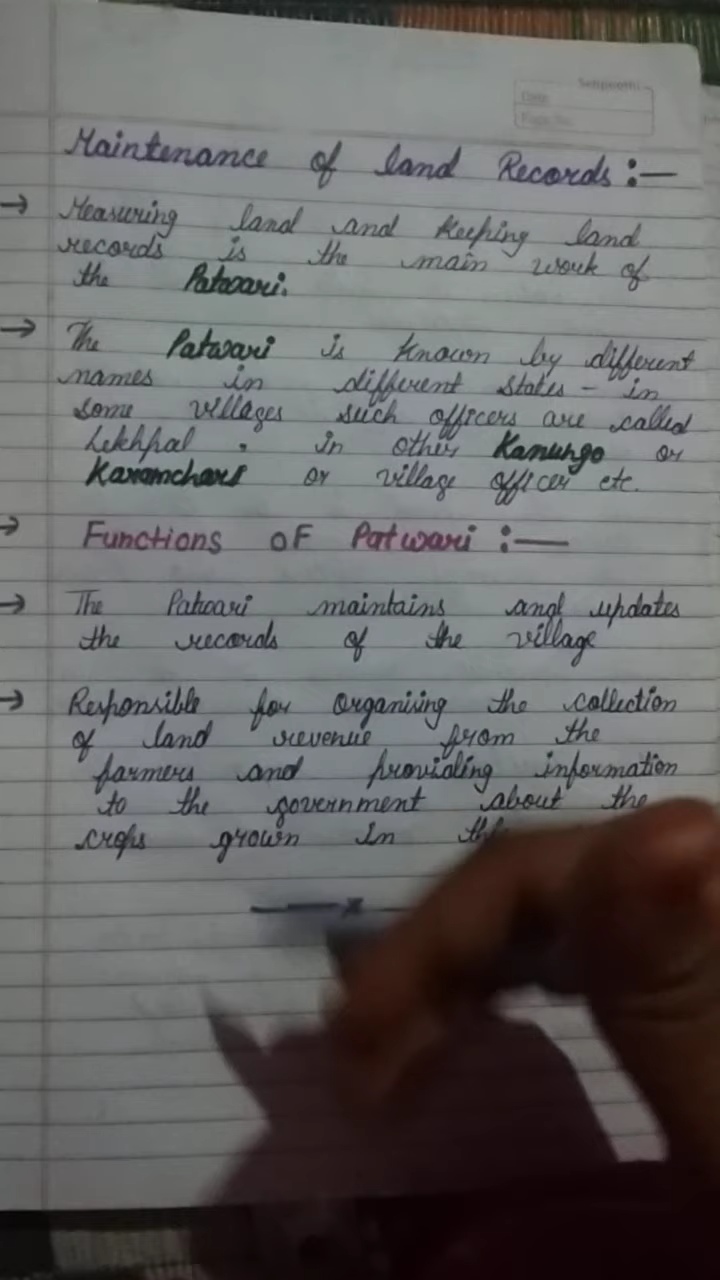 Maintenance of land Records :—
→ Measuring land and keeping land
records is the main work of
the Patwari.
→ The Patwari is known by different
names in different states - in
some villages such officers are called
Lekhpal , in other Kanungo or
Karamchari or village officer etc.
→ Functions OF Patwari :—
→ The Patwari maintains and updates
the records of the village
→ Responsible for organising the collection
of land revenue from the
farmers and providing information
to the government about the
crops grown in
—x—